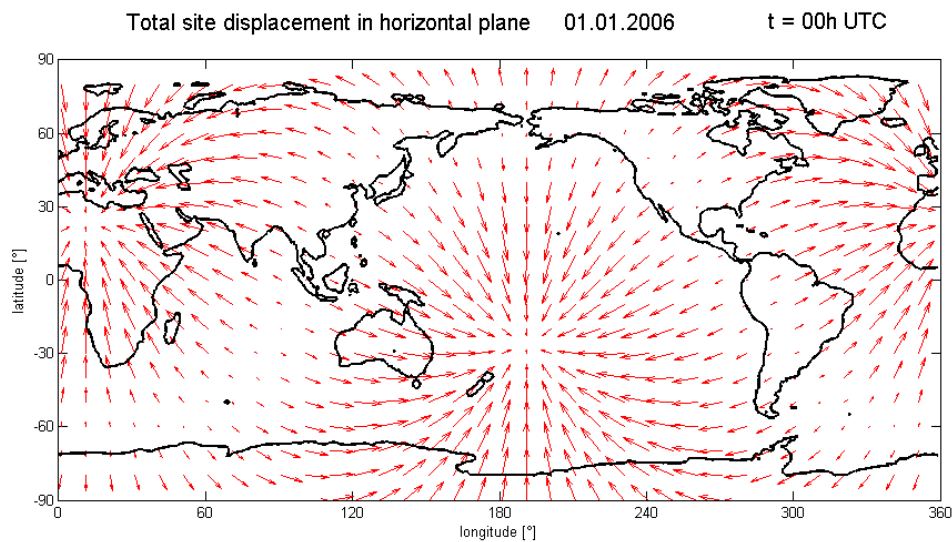 Total site displacement in horizontal plane 01.01.2006 t = 00h UTC
90
60
30
0
-30
-60
-90
latitude [°]
0 60 120 180 240 300 360
longitude [°]